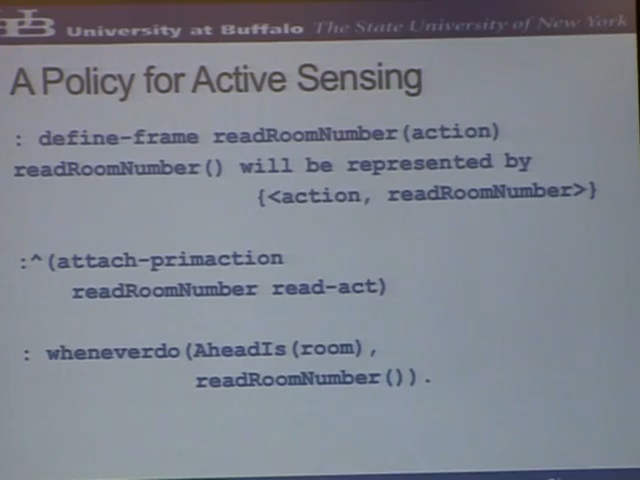 UB University at Buffalo The State University of New York
A Policy for Active Sensing
: define-frame readRoomNumber(action)
readRoomNumber() will be represented by
{<action, readRoomNumber>}
:^(attach-primaction
readRoomNumber read-act)
: wheneverdo(AheadIs(room),
readRoomNumber()).